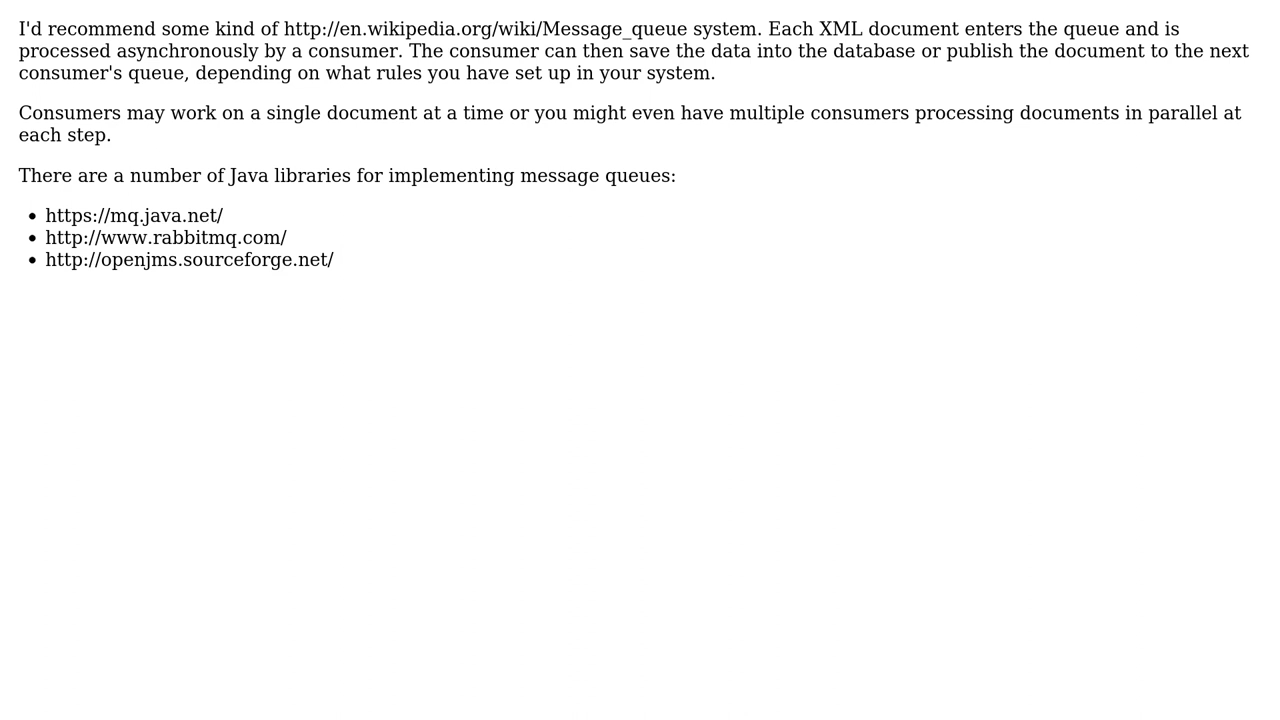 I'd recommend some kind of http://en.wikipedia.org/wiki/Message_queue system. Each XML document enters the queue and is
processed asynchronously by a consumer. The consumer can then save the data into the database or publish the document to the next
consumer's queue, depending on what rules you have set up in your system.
Consumers may work on a single document at a time or you might even have multiple consumers processing documents in parallel at
each step.
There are a number of Java libraries for implementing message queues:
• https://mq.java.net/
• http://www.rabbitmq.com/
• http://openjms.sourceforge.net/